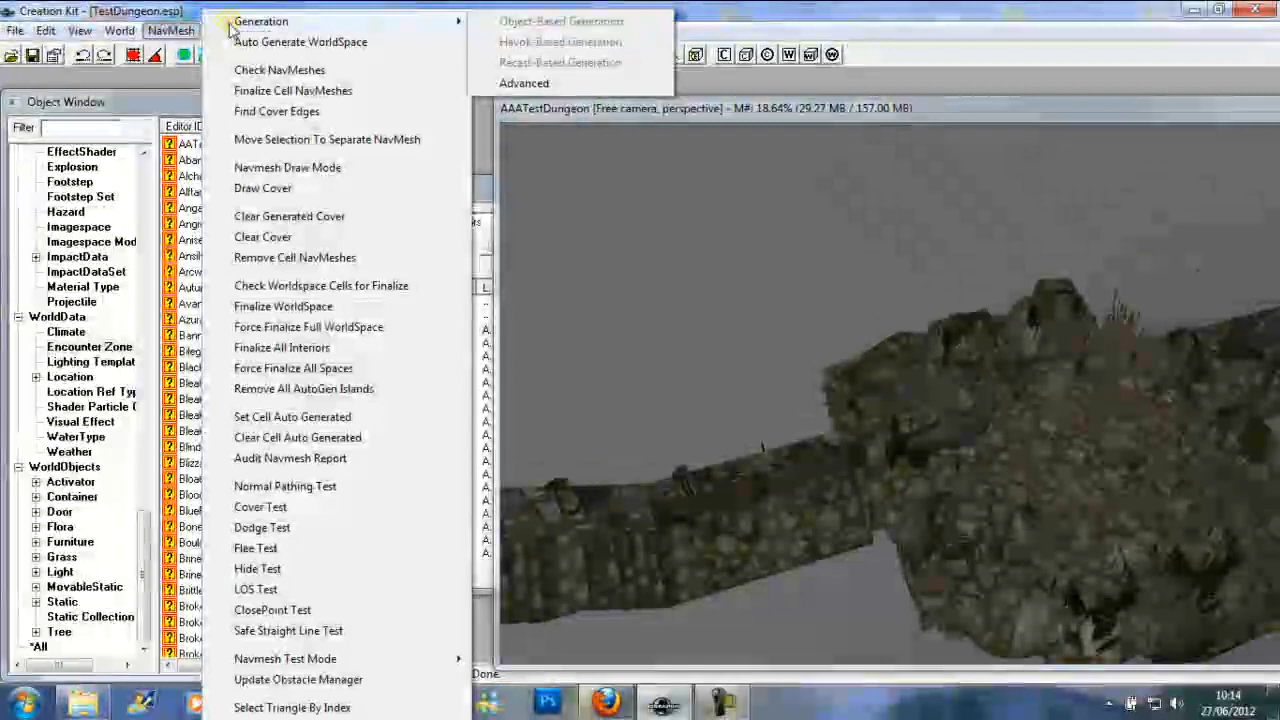 Creation Kit - [TestDungeon.esp]
File Edit View World NavMesh
Object Window
Filter
Editor ID
EffectShader
Explosion
Footstep
Footstep Set
Hazard
Imagespace
Imagespace Mod
ImpactData
ImpactDataSet
Material Type
Projectile
WorldData
Climate
Encounter Zone
Lighting Templat
Location
Location Ref Typ
Shader Particle
Visual Effect
WaterType
Weather
WorldObjects
Activator
Container
Door
Flora
Furniture
Grass
Light
MovableStatic
Static
Static Collection
Tree
*All
Generation
Auto Generate WorldSpace
Check NavMeshes
Finalize Cell NavMeshes
Find Cover Edges
Move Selection To Separate NavMesh
Navmesh Draw Mode
Draw Cover
Clear Generated Cover
Clear Cover
Remove Cell NavMeshes
Check Worldspace Cells for Finalize
Finalize WorldSpace
Force Finalize Full WorldSpace
Finalize All Interiors
Force Finalize All Spaces
Remove All AutoGen Islands
Set Cell Auto Generated
Clear Cell Auto Generated
Audit Navmesh Report
Normal Pathing Test
Cover Test
Dodge Test
Flee Test
Hide Test
LOS Test
ClosePoint Test
Safe Straight Line Test
Navmesh Test Mode
Update Obstacle Manager
Select Triangle By Index
Object-Based Generation
Havok-Based Generation
Recast-Based Generation
Advanced
AAATestDungeon [Free camera, perspective] - M#: 18.64% (29.27 MB / 157.00 MB)
Done.
10:14
27/06/2012